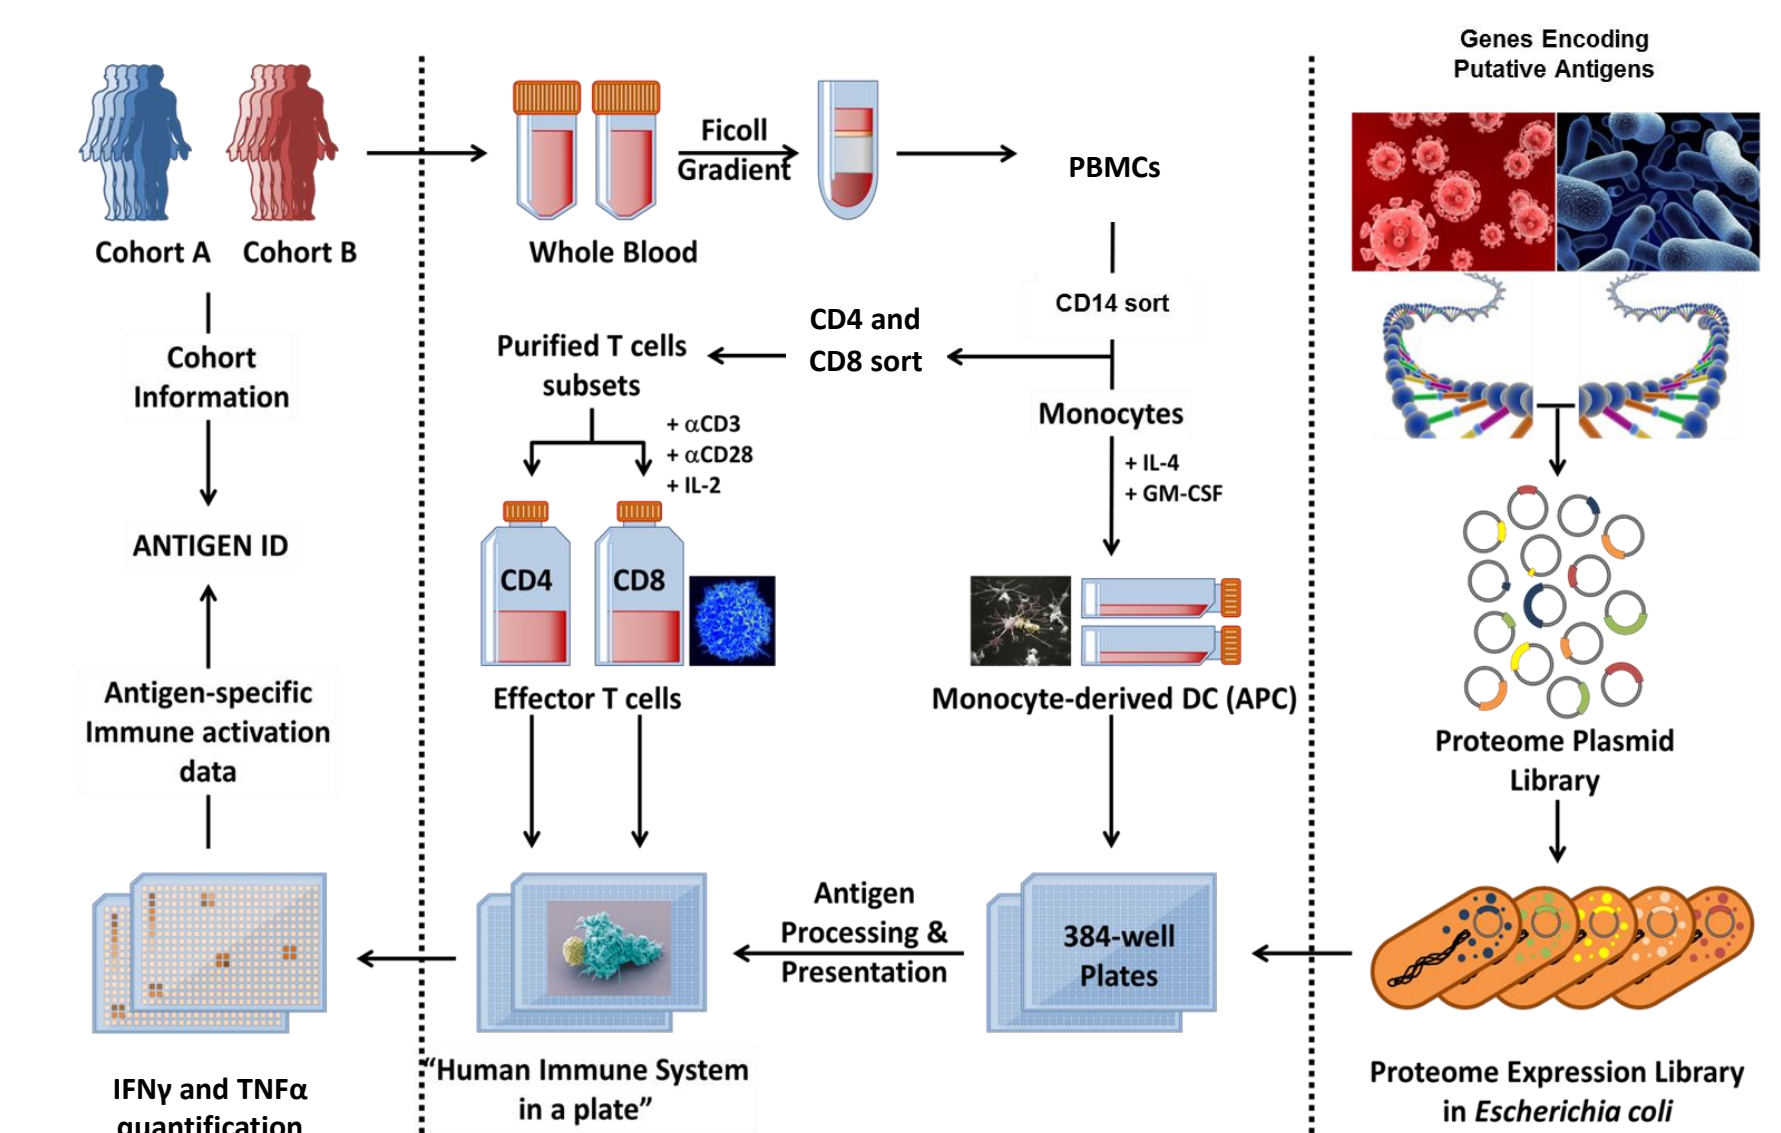 Genes Encoding
Putative Antigens
Cohort A
Cohort B
Whole Blood
Ficoll
Gradient
PBMCs
CD14 sort
CD4 and
CD8 sort
Purified T cells
subsets
+ αCD3
+ αCD28
+ IL-2
Monocytes
+ IL-4
+ GM-CSF
Cohort
Information
ANTIGEN ID
Antigen-specific
Immune activation
data
CD4
CD8
Effector T cells
Monocyte-derived DC (APC)
Proteome Plasmid
Library
Antigen
Processing &
Presentation
384-well
Plates
IFNγ and TNFα
quantification
“Human Immune System
in a plate”
Proteome Expression Library
in Escherichia coli